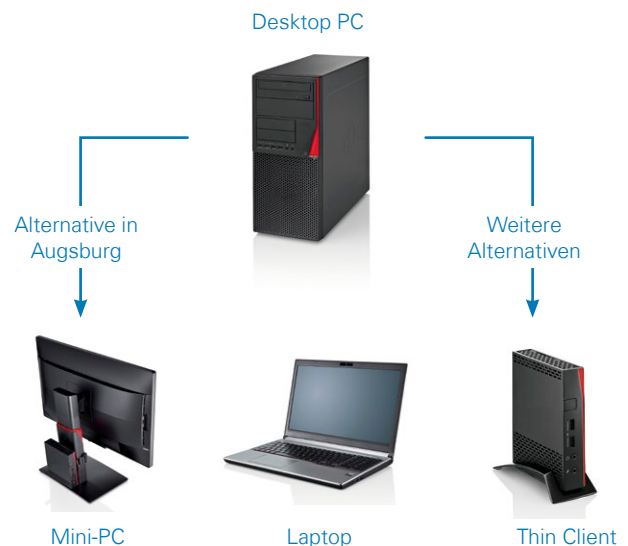 Desktop PC
Alternative in
Augsburg
Weitere
Alternativen
Mini-PC
Laptop
Thin Client